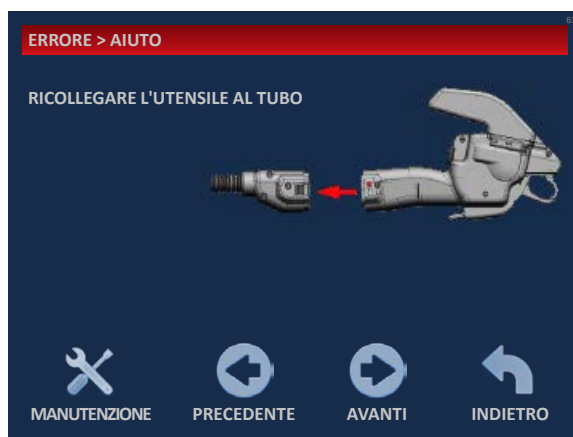 ERRORE > AIUTO
RICOLLEGARE L'UTENSILE AL TUBO
MANUTENZIONE PRECEDENTE AVANTI INDIETRO